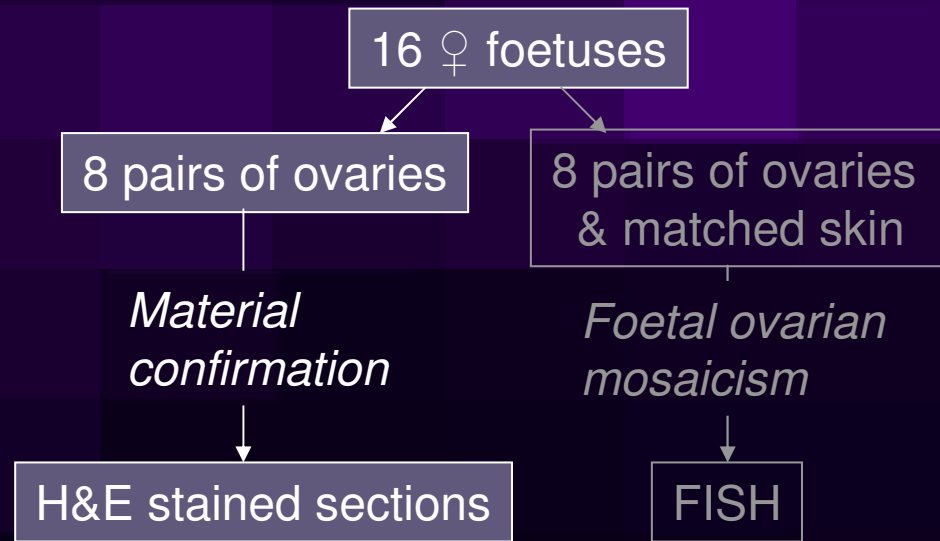 16 ♀ foetuses
8 pairs of ovaries
8 pairs of ovaries
& matched skin
Material
confirmation
Foetal ovarian
mosaicism
H&E stained sections
FISH